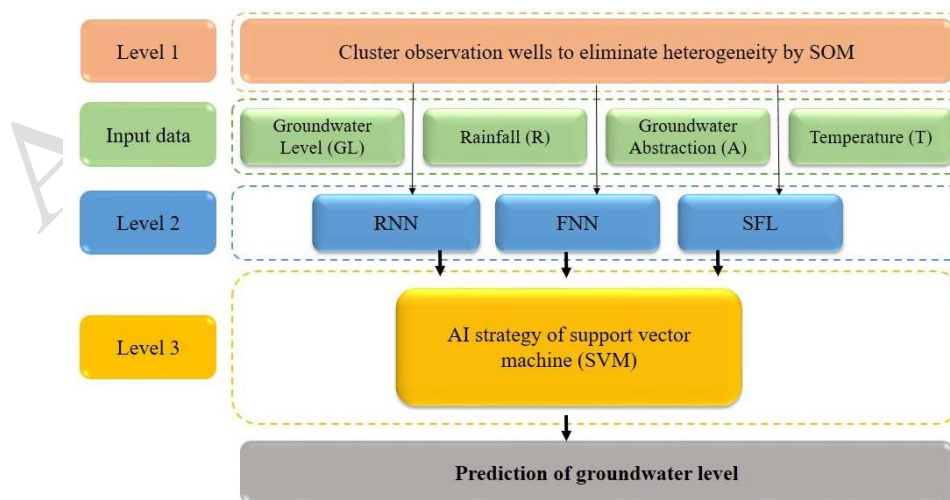 Level 1
Cluster observation wells to eliminate heterogeneity by SOM
Input data
Groundwater
Level (GL)
Rainfall (R)
Groundwater
Abstraction (A)
Temperature (T)
Level 2
RNN
FNN
SFL
Level 3
AI strategy of support vector
machine (SVM)
Prediction of groundwater level